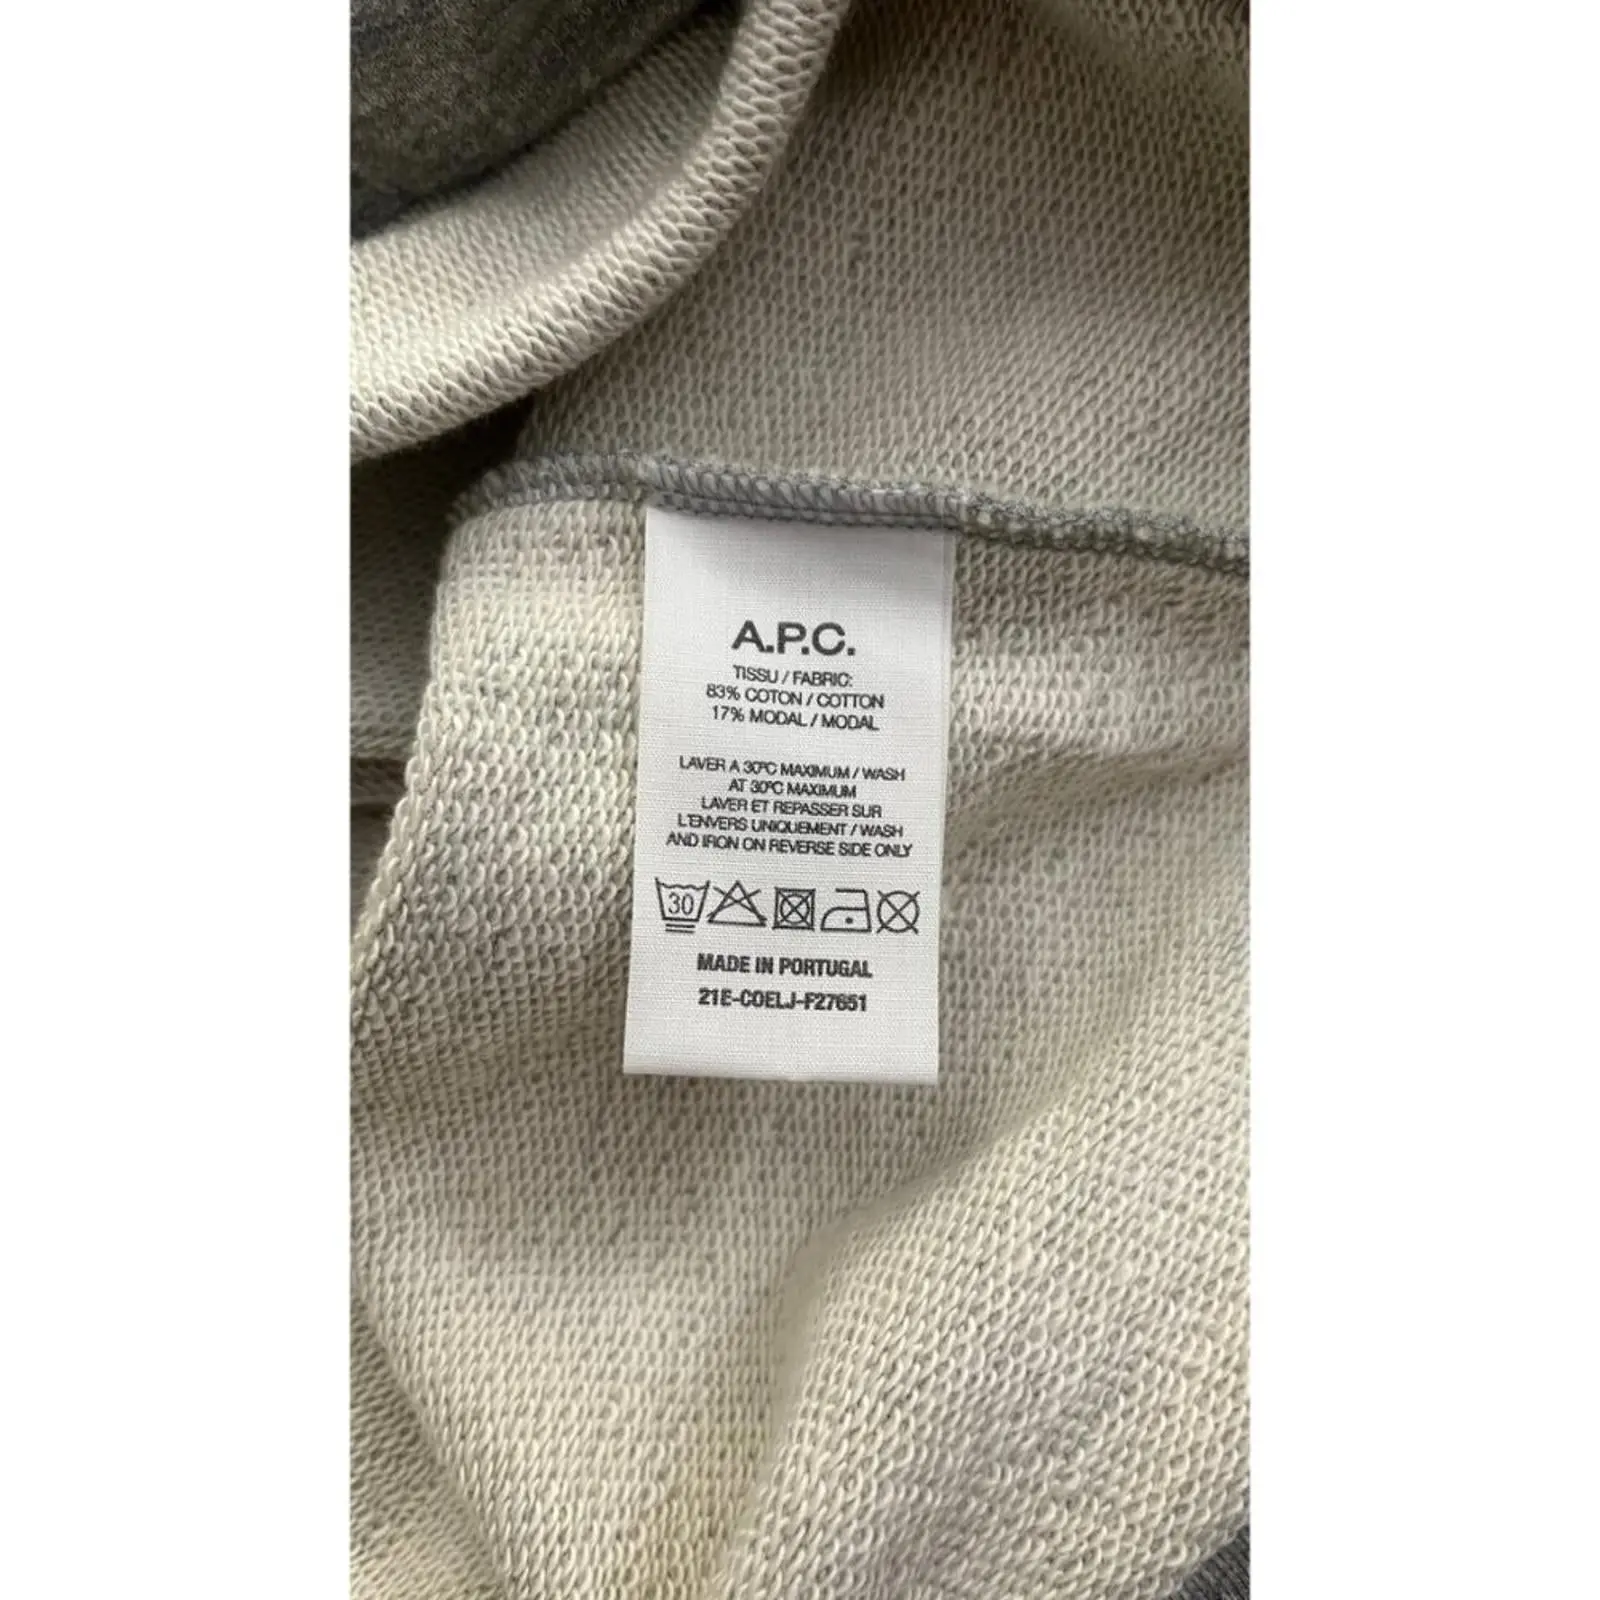 A.P.C.
TISSU / FABRIC:
83% COTON / COTTON
17% MODAL / MODAL
LAVER A 30°C MAXIMUM / WASH
AT 30°C MAXIMUM
LAVER ET REPASSER SUR
L'ENVERS UNIQUEMENT / WASH
AND IRON ON REVERSE SIDE ONLY
30
MADE IN PORTUGAL
21E-COELJ-F27651